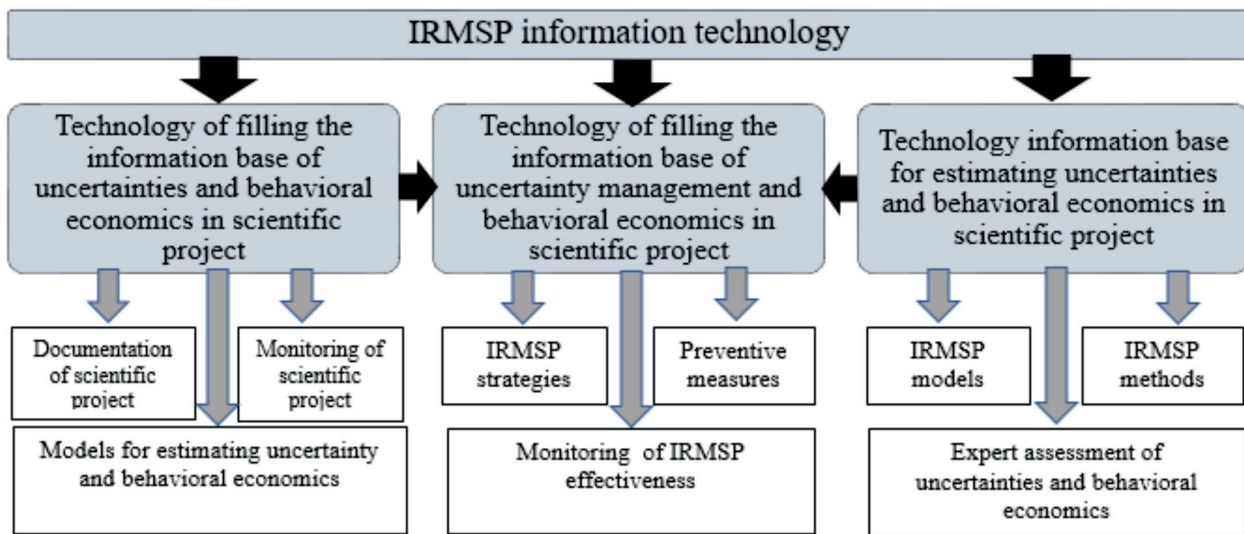 IRMSP information technology
Technology of filling the
information base of
uncertainties and behavioral
economics in scientific
project
Technology of filling the
information base of
uncertainty management and
behavioral economics in
scientific project
Technology information base
for estimating uncertainties
and behavioral economics in
scientific project
Documentation
of scientific
project
Monitoring of
scientific
project
Models for estimating uncertainty
and behavioral economics
IRMSP
strategies
Preventive
measures
Monitoring of IRMSP
effectiveness
IRMSP
models
IRMSP
methods
Expert assessment of
uncertainties and behavioral
economics